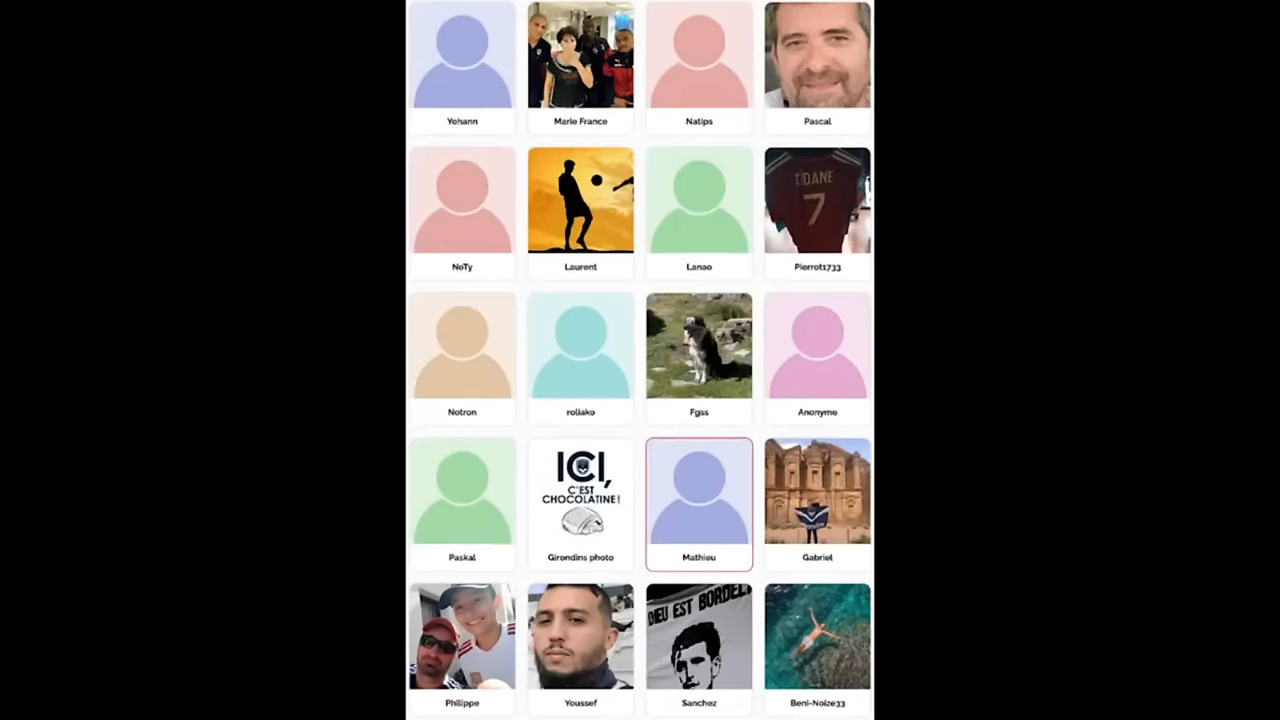 Yohann
Marie France
Natips
Pascal
ZIDANE
7
NoTy
Laurent
Lanao
Pierrot1733
Notron
roliako
Fgss
Anonyme
ICI,
C'EST
CHOCOLATINE!
Paskal
Girondins photo
Mathieu
Gabriel
DIEU EST
Philippe
Youssef
Sanchez
Beni-Noize33